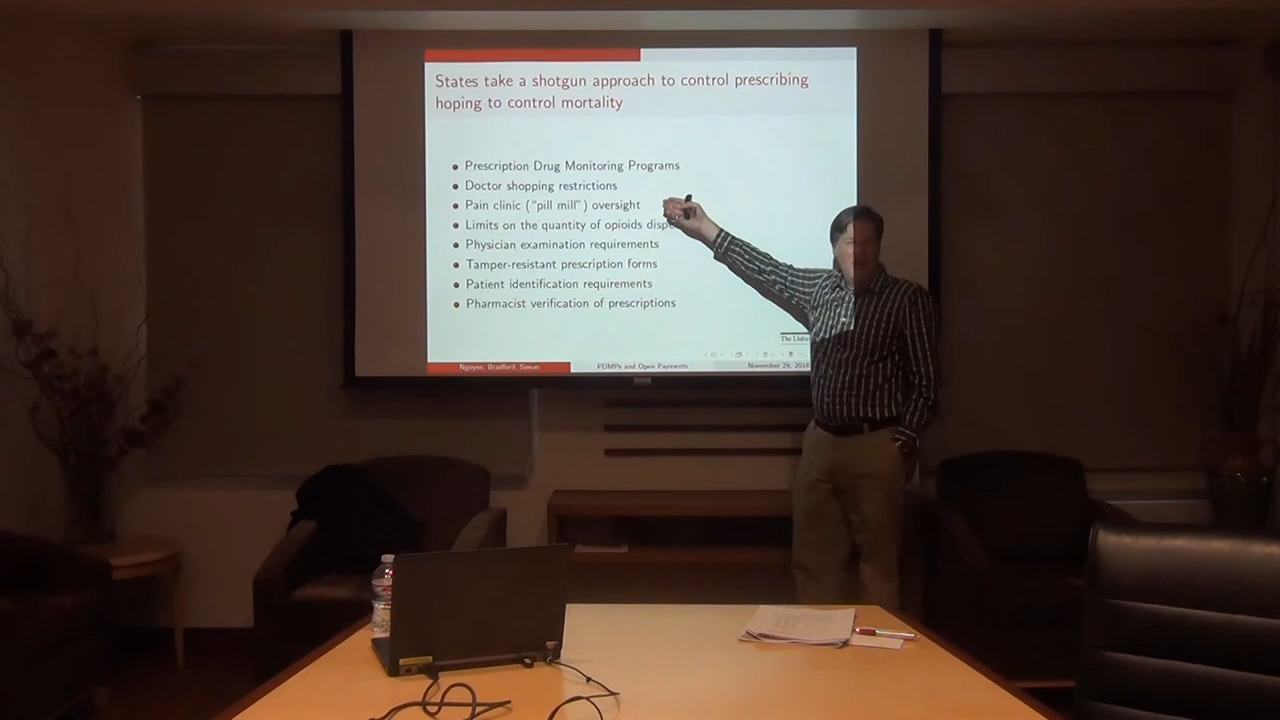 States take a shotgun approach to control prescribing
hoping to control mortality
Prescription Drug Monitoring Programs
Doctor shopping restrictions
Pain clinic ("pill mill") oversight
Limits on the quantity of opioids
Physician examination requirements
Tamper-resistant prescription forms
Patient identification requirements
Pharmacist verification of prescriptions
The
Nguyen, Bradford, Simon
PDMPs and Open Payments
November 29, 2018